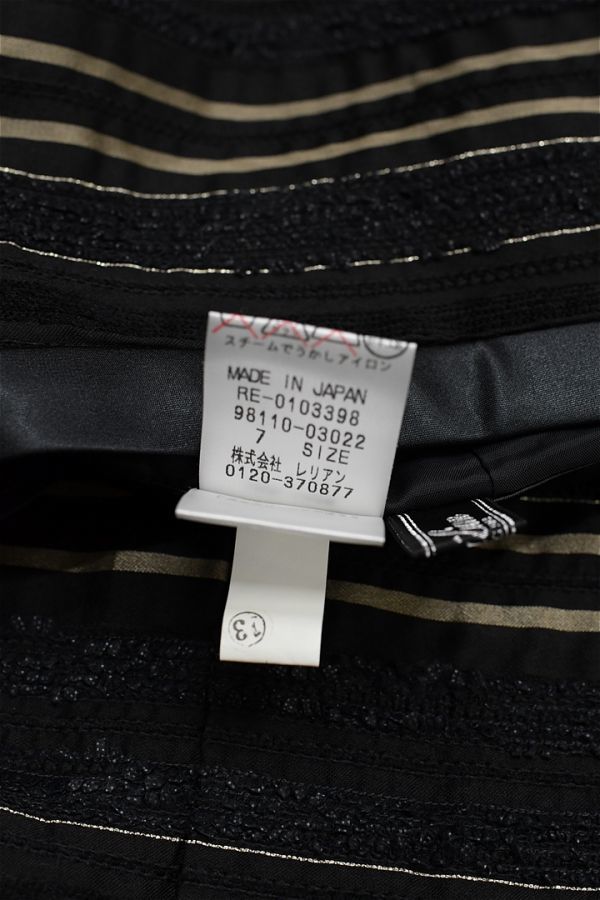 スチームでうかしアイロン
MADE IN JAPAN
RE-0103398
98110-03022
7 SIZE
株式会社 レリアン
0120-370877
13